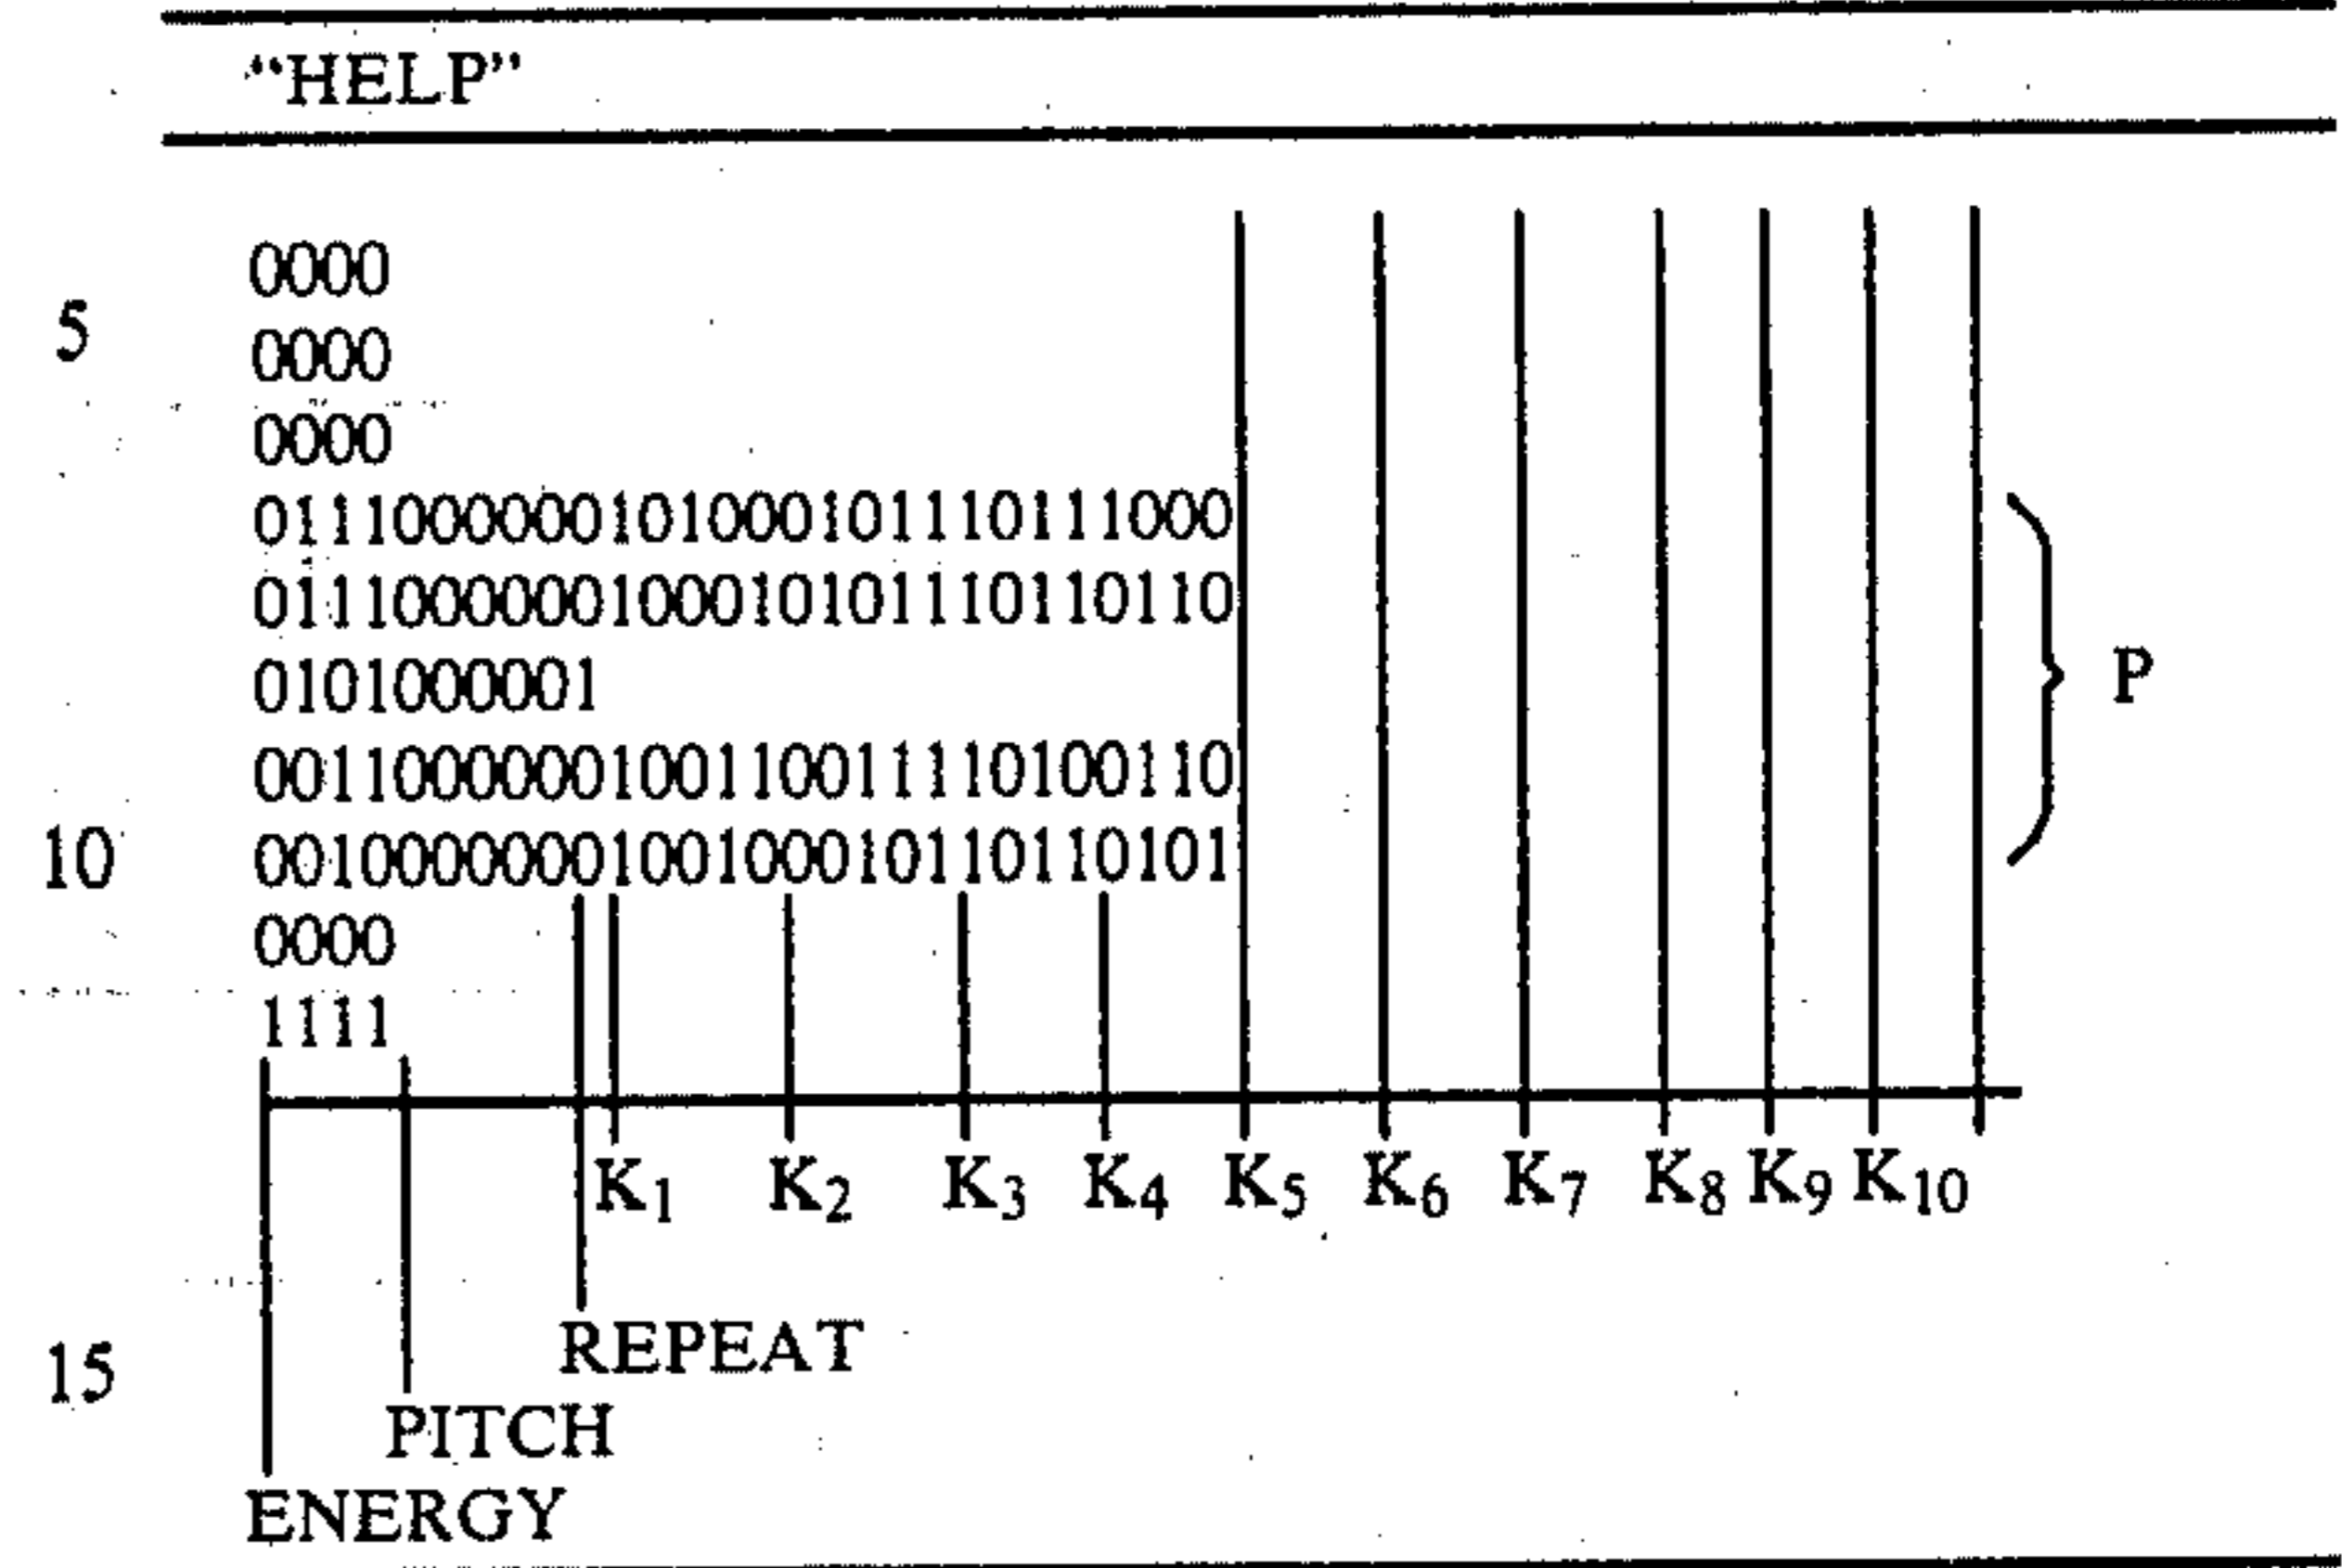 “HELP”
0000
5
0000
0000
0111000000101000101110111000
0111000000100010101110110110
0101000001
P
0011000000100110011110100110
10 0010000000100100010110110101
0000
1111
K1 K2 K3 K4 K5 K6 K7 K8 K9 K10
REPEAT
15
PITCH
ENERGY